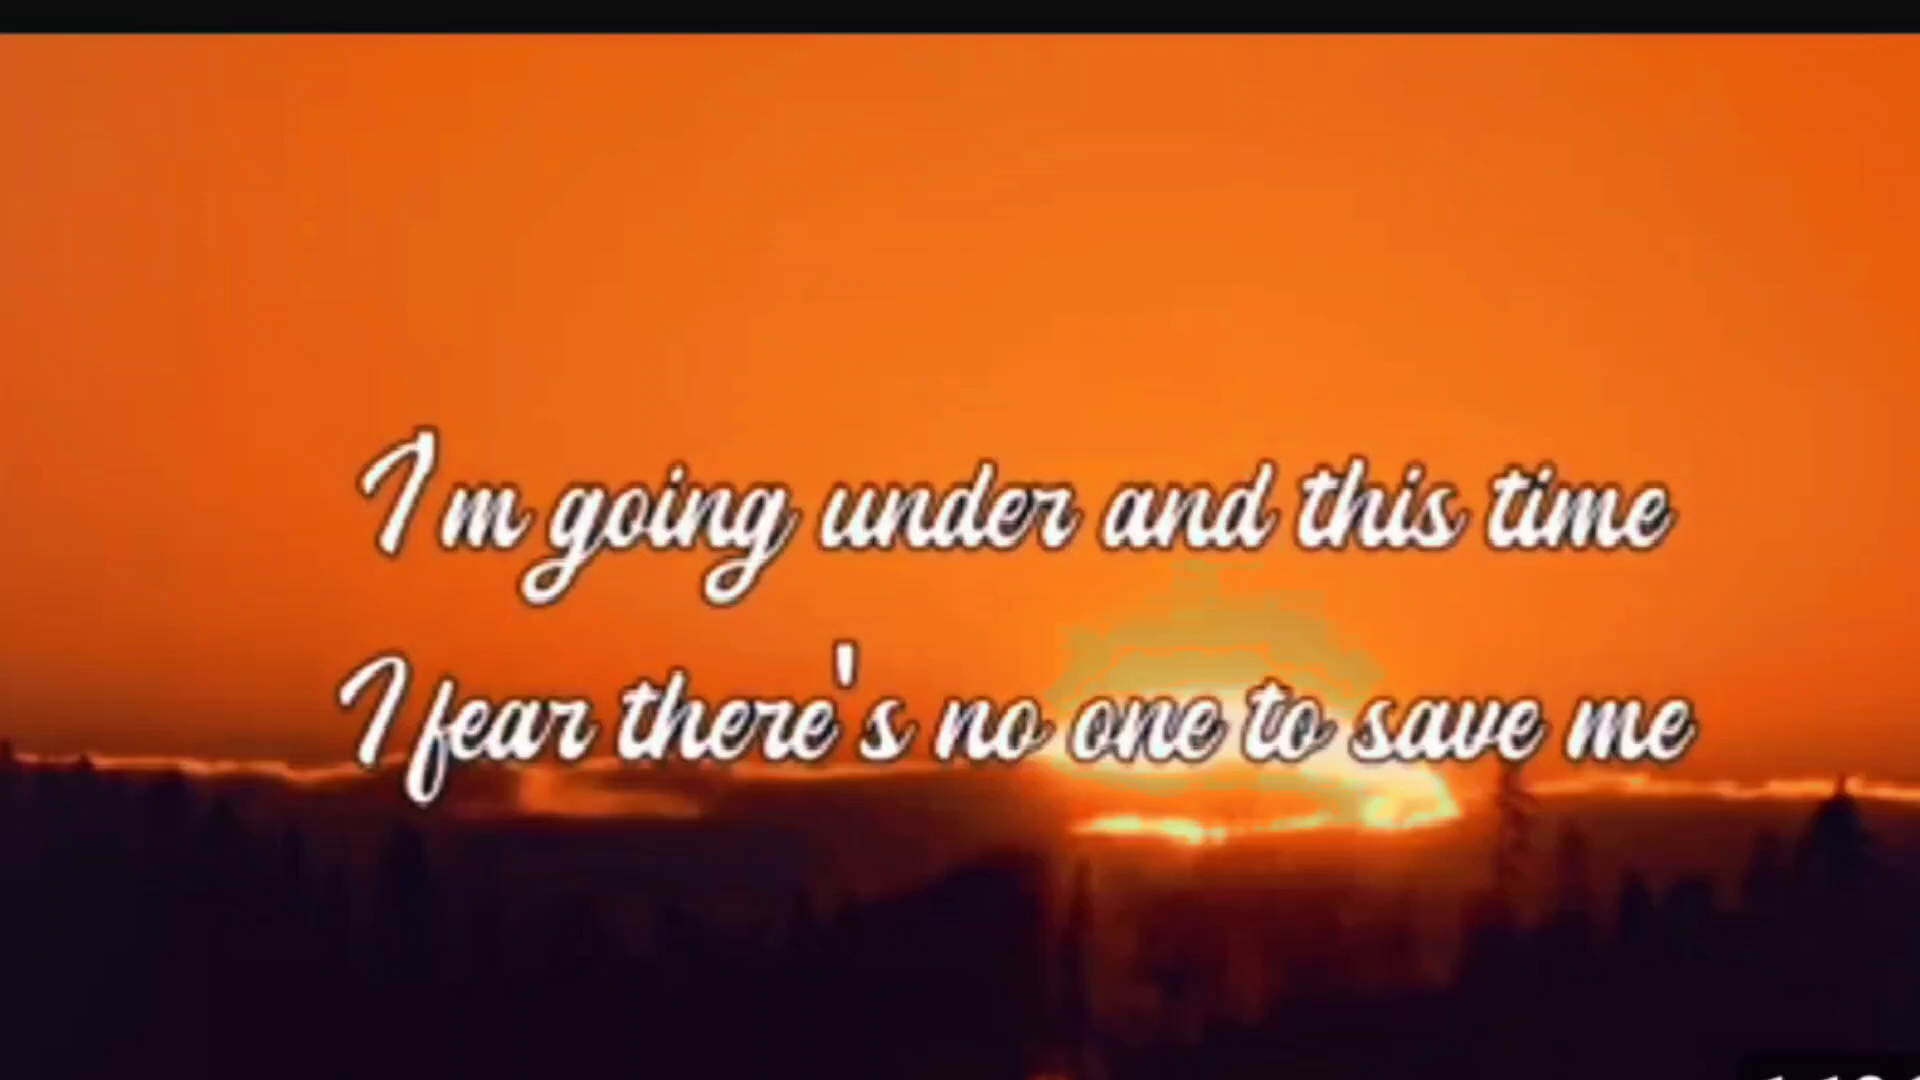 I m going under and this time
I fear there's no one to save me